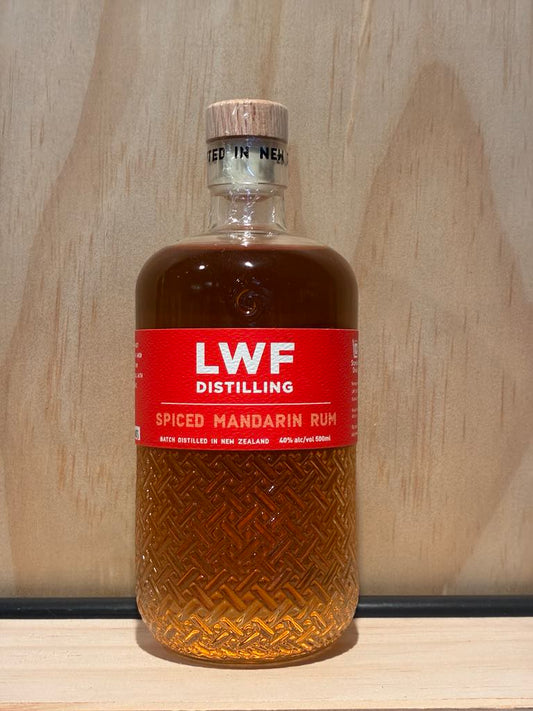 TED IN NEW
LWF
DISTILLING
SPICED MANDARIN RUM
BATCH DISTILLED IN NEW ZEALAND 40% alc/vol 500ml